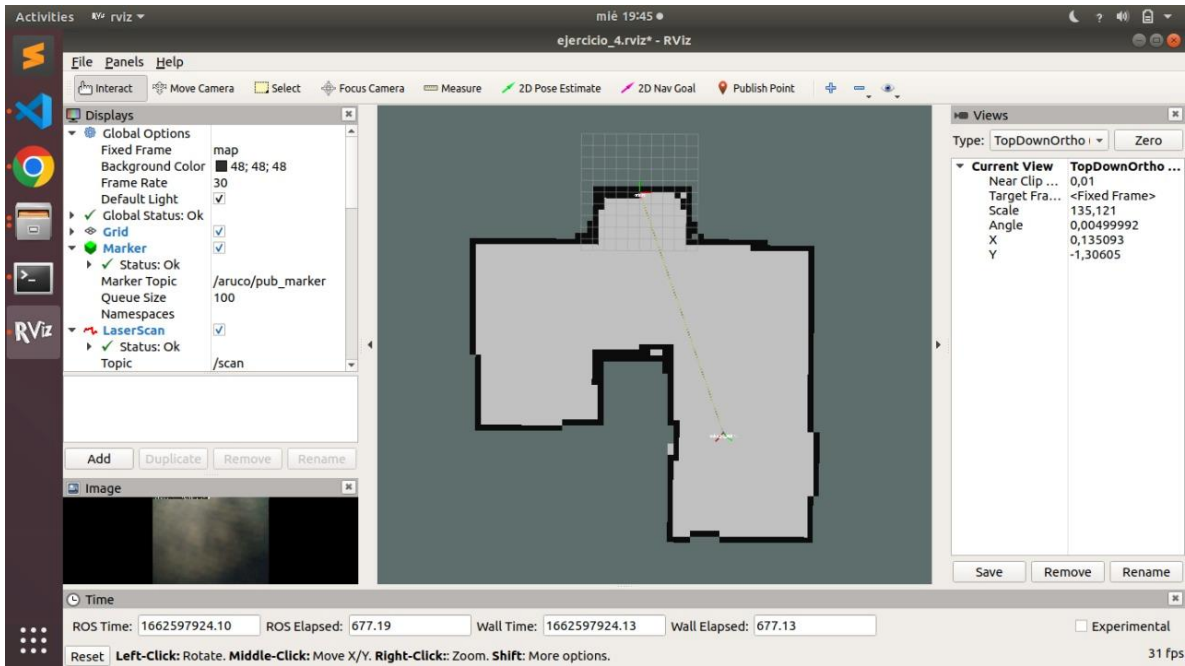 Activities RViz rviz mié 19:45
ejercicio_4.rviz* - RViz
File Panels Help
Interact Move Camera Select Focus Camera Measure 2D Pose Estimate 2D Nav Goal Publish Point
Displays
Global Options
Fixed Frame map
Background Color 48; 48; 48
Frame Rate 30
Default Light
Global Status: Ok
Grid
Marker
Status: Ok
Marker Topic /aruco/pub_marker
Queue Size 100
Namespaces
LaserScan
Status: Ok
Topic /scan
Add Duplicate Remove Rename
Image
Views
Type: TopDownOrtho ( Zero
Current View TopDownOrtho ...
Near Clip ... 0,01
Target Fra... <Fixed Frame>
Scale 135,121
Angle 0,00499992
X 0,135093
Y -1,30605
Save Remove Rename
RViz
Time
ROS Time: 1662597924.10 ROS Elapsed: 677.19 Wall Time: 1662597924.13 Wall Elapsed: 677.13 Experimental
Reset Left-Click: Rotate. Middle-Click: Move X/Y. Right-Click:: Zoom. Shift: More options. 31 fps